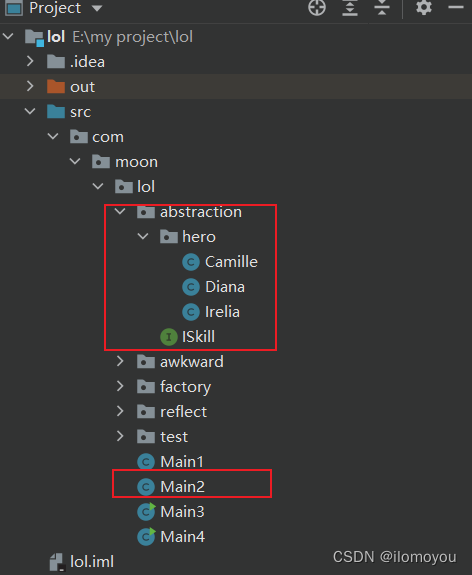 Project
lol E:\my project\lol
.idea
out
src
com
moon
lol
abstraction
hero
Camille
Diana
Irelia
ISkill
awkward
factory
reflect
test
Main1
Main2
Main3
Main4
lol.iml
CSDN @ilomoyou